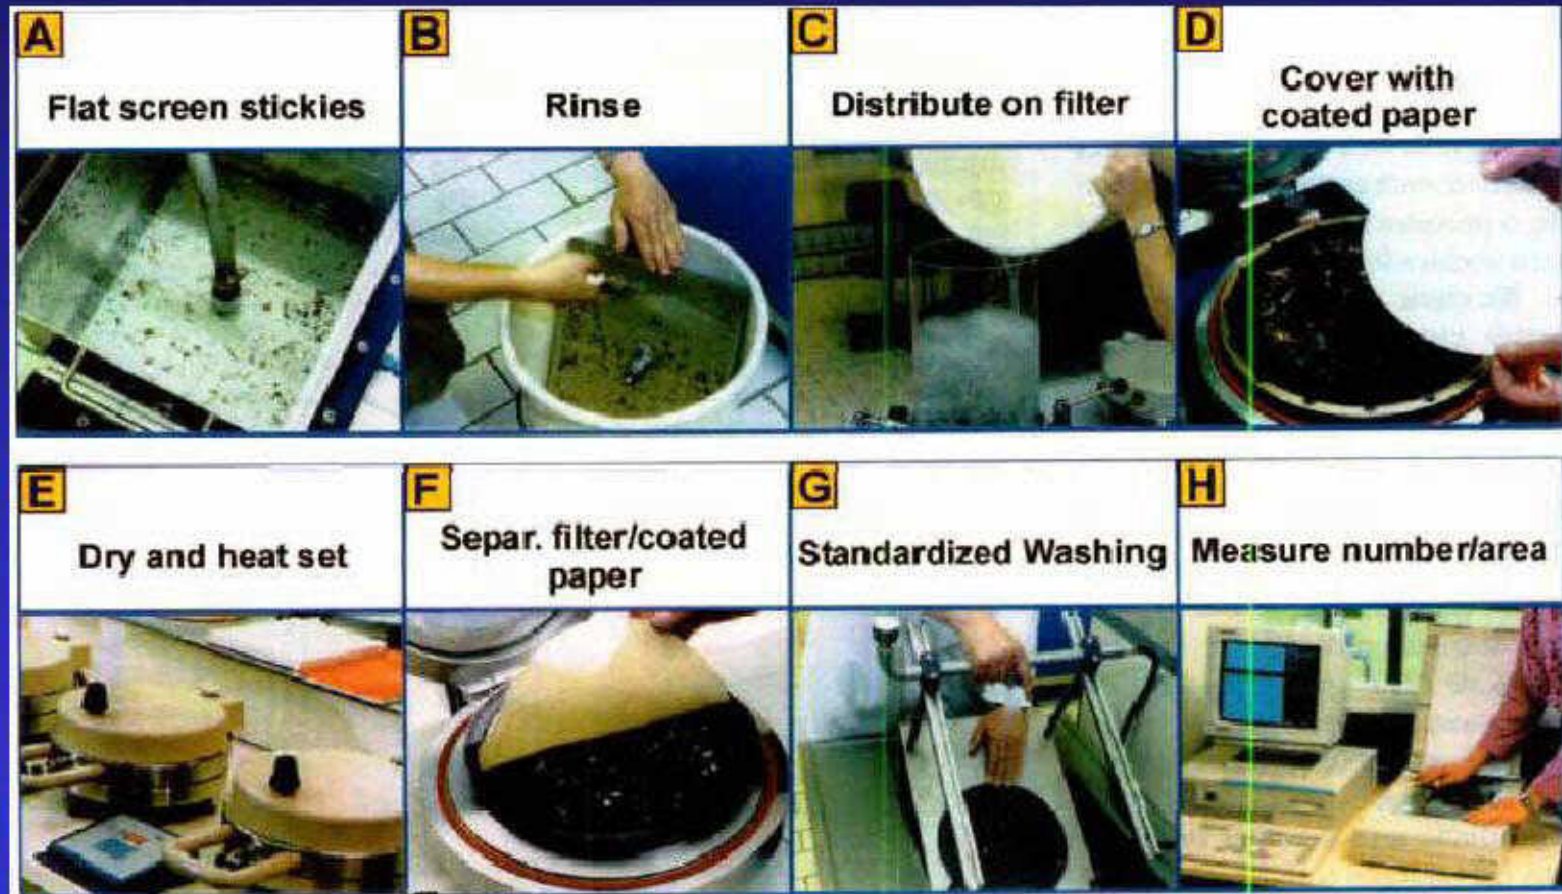 A
Flat screen stickies
B
Rinse
C
Distribute on filter
D
Cover with
coated paper
E
Dry and heat set
F
Separ. filter/coated
paper
G
Standardized Washing
H
Measure number/area